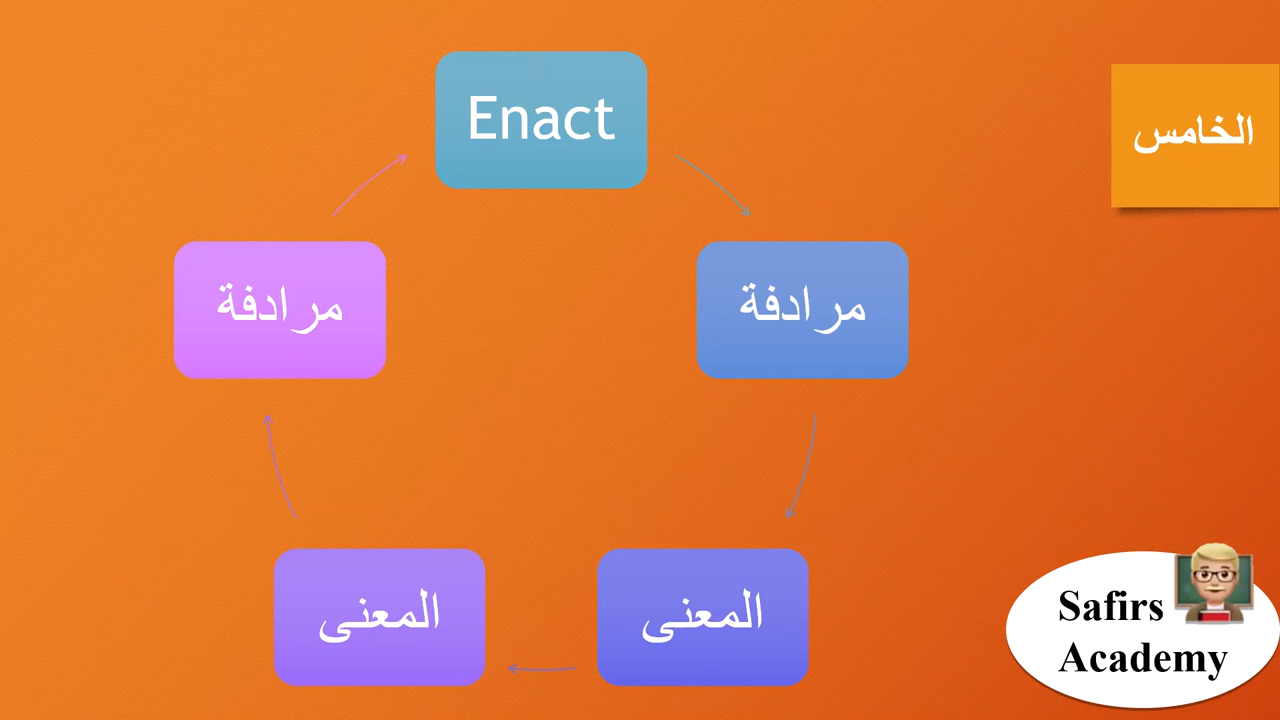 Enact
الخامس
مرادفة
مرادفة
المعنى
المعنى
Safirs
Academy